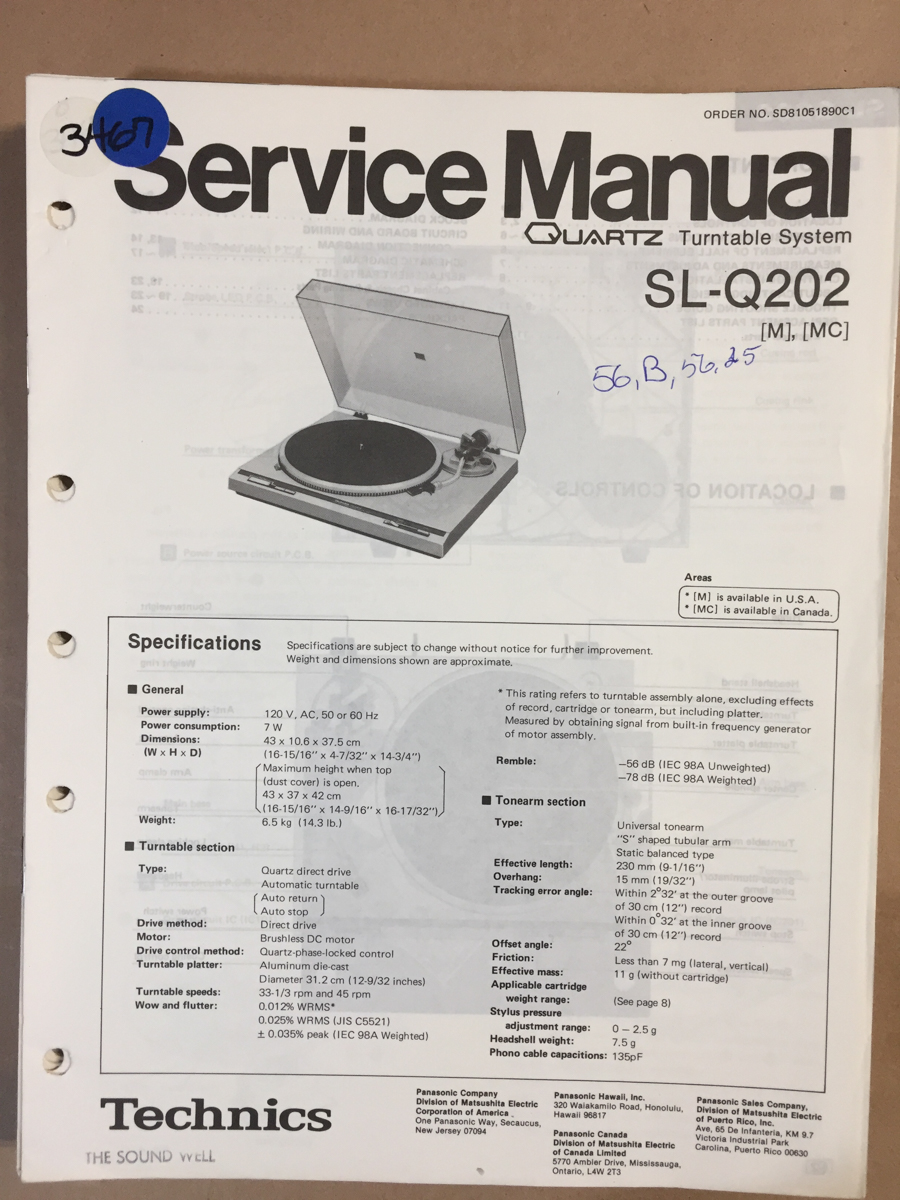 3467
ORDER NO. SD81051890C1
Service Manual
QUARTZ Turntable System
SL-Q202
[M], [MC]
56, B, 56, 25
Areas
* [M] is available in U.S.A.
* [MC] is available in Canada.
Specifications
Specifications are subject to change without notice for further improvement.
Weight and dimensions shown are approximate.
■ General
Power supply: 120 V, AC, 50 or 60 Hz
Power consumption: 7 W
Dimensions: 43 x 10.6 x 37.5 cm
(W x H x D) (16-15/16" x 4-7/32" x 14-3/4")
Maximum height when top
(dust cover) is open.
43 x 37 x 42 cm
(16-15/16" x 14-9/16" x 16-17/32")
Weight: 6.5 kg (14.3 lb.)
■ Turntable section
Type: Quartz direct drive
Automatic turntable
Auto return
Auto stop
Drive method: Direct drive
Motor: Brushless DC motor
Drive control method: Quartz-phase-locked control
Turntable platter: Aluminum die-cast
Diameter 31.2 cm (12-9/32 inches)
Turntable speeds: 33-1/3 rpm and 45 rpm
Wow and flutter: 0.012% WRMS*
0.025% WRMS (JIS C5521)
± 0.035% peak (IEC 98A Weighted)
* This rating refers to turntable assembly alone, excluding effects
of record, cartridge or tonearm, but including platter.
Measured by obtaining signal from built-in frequency generator
of motor assembly.
Remble: —56 dB (IEC 98A Unweighted)
—78 dB (IEC 98A Weighted)
■ Tonearm section
Type: Universal tonearm
"S" shaped tubular arm
Static balanced type
Effective length: 230 mm (9-1/16")
Overhang: 15 mm (19/32")
Tracking error angle: Within 2°32' at the outer groove
of 30 cm (12") record
Within 0°32' at the inner groove
of 30 cm (12") record
Offset angle: 22°
Friction: Less than 7 mg (lateral, vertical)
Effective mass: 11 g (without cartridge)
Applicable cartridge
weight range: (See page 8)
Stylus pressure
adjustment range: 0 — 2.5 g
Headshell weight: 7.5 g
Phono cable capacitions: 135pF
Technics
THE SOUND WELL
Panasonic Company
Division of Matsushita Electric
Corporation of America
One Panasonic Way, Secaucus,
New Jersey 07094
Panasonic Hawaii, Inc.
320 Waiakamilo Road, Honolulu,
Hawaii 96817
Panasonic Canada
Division of Matsushita Electric
of Canada Limited
5770 Ambler Drive, Mississauga,
Ontario, L4W 2T3
Panasonic Sales Company,
Division of Matsushita Electric
of Puerto Rico, Inc.
Ave, 65 De Infanteria, KM 9.7
Victoria Industrial Park
Carolina, Puerto Rico 00630